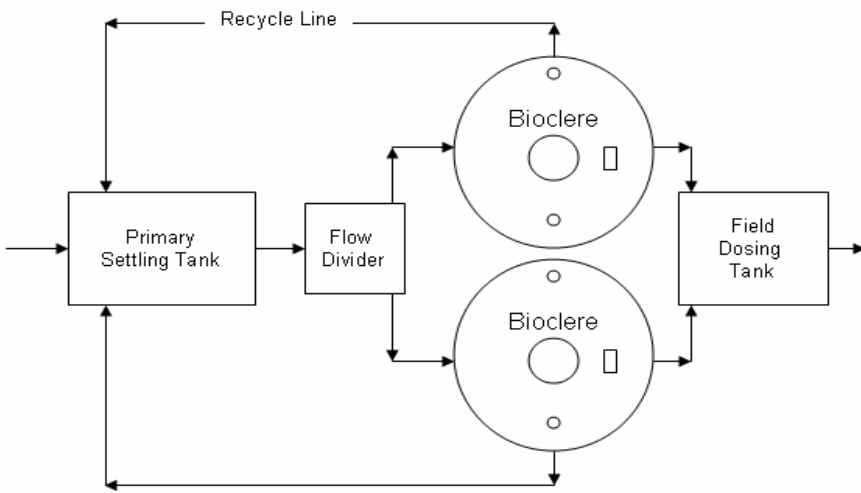 Recycle Line
Bioclere
Primary
Settling Tank
Flow
Divider
Field
Dosing
Tank
Bioclere